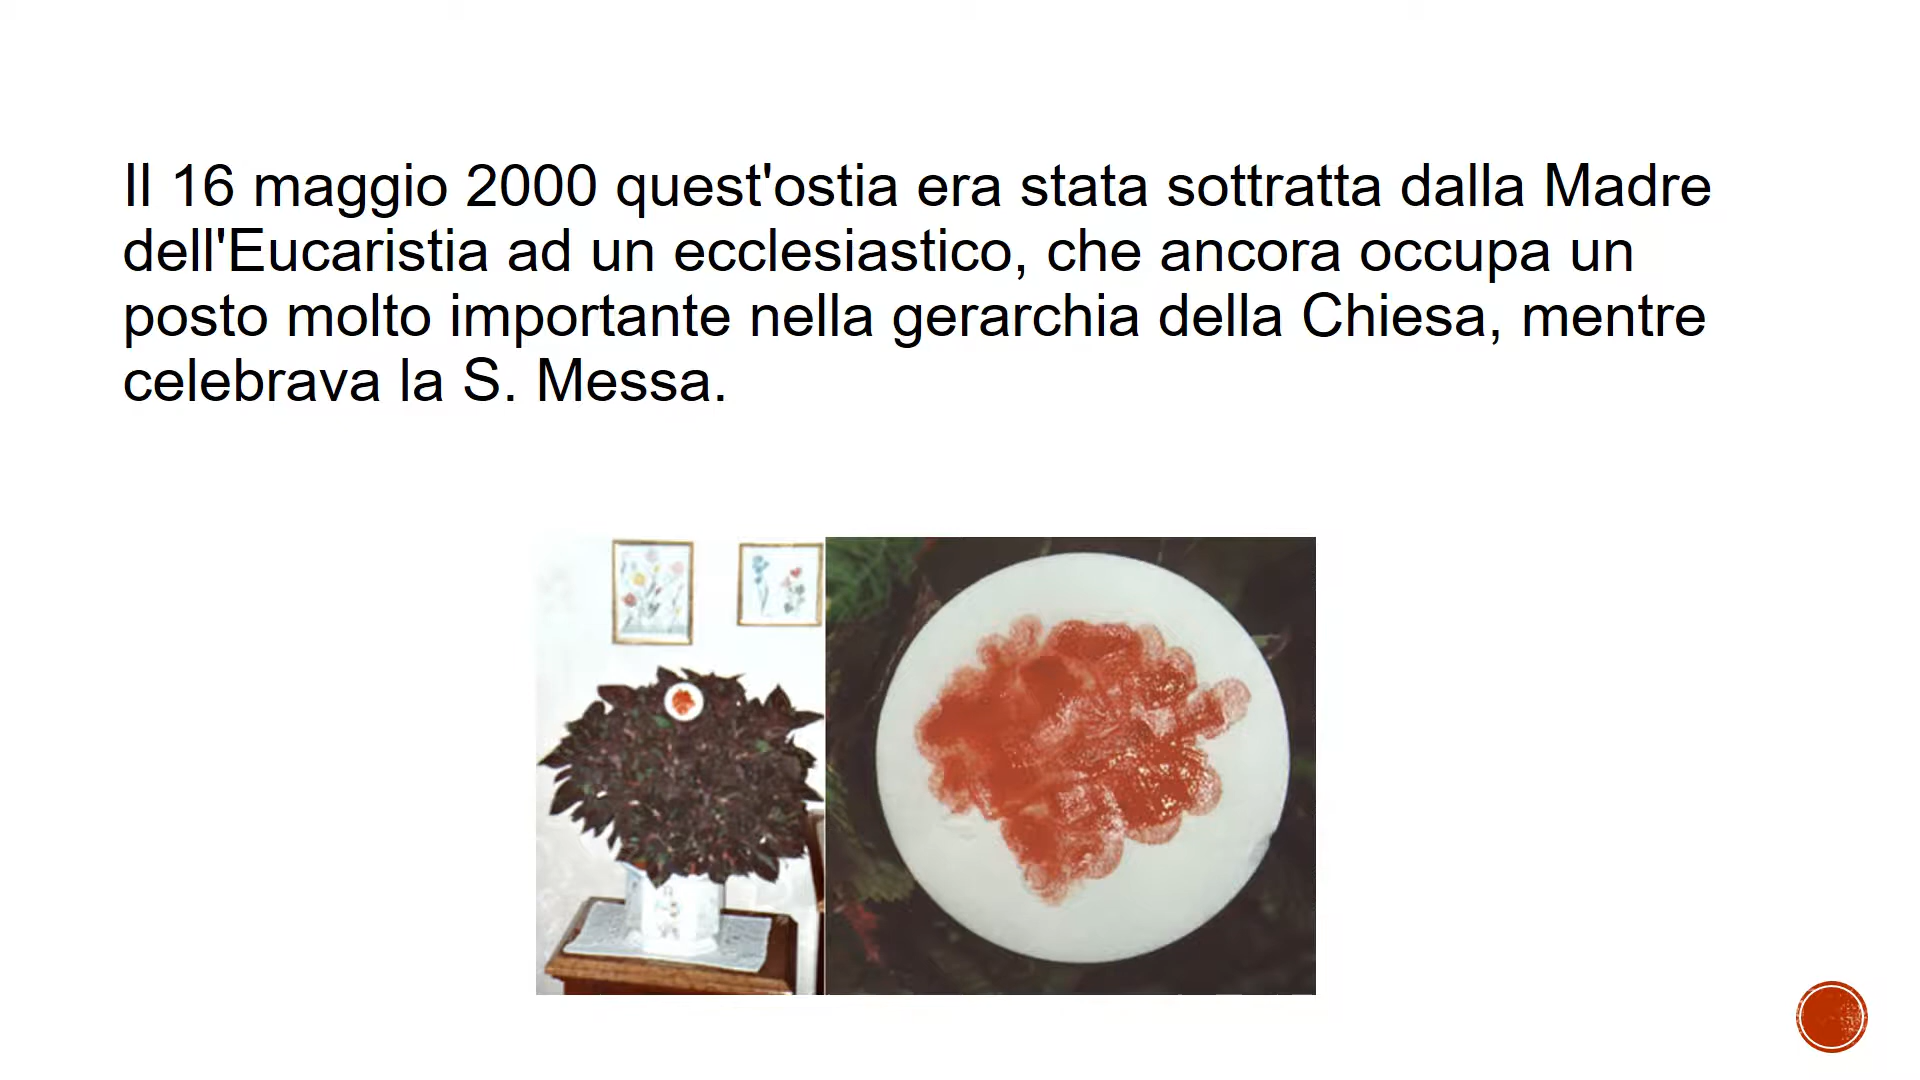 Il 16 maggio 2000 quest'ostia era stata sottratta dalla Madre
dell'Eucaristia ad un ecclesiastico, che ancora occupa un
posto molto importante nella gerarchia della Chiesa, mentre
celebrava la S. Messa.